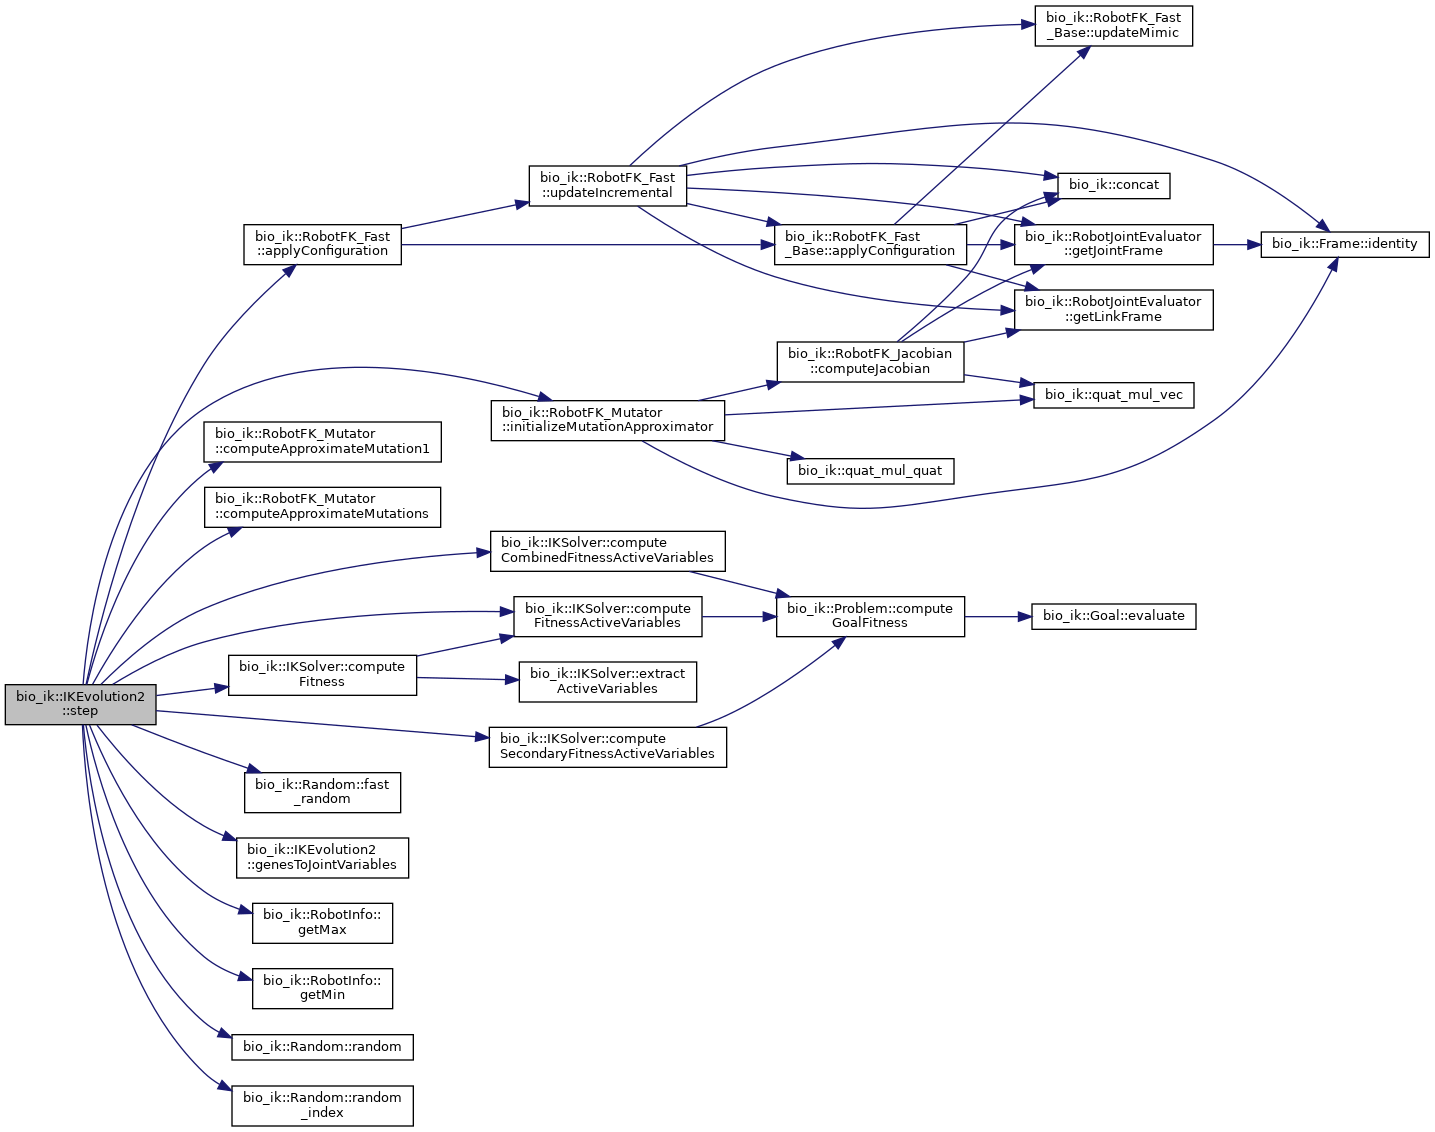 bio_ik::RobotFK_Fast
_Base::updateMimic
bio_ik::RobotFK_Fast
::updateIncremental
bio_ik::concat
bio_ik::RobotFK_Fast
::applyConfiguration
bio_ik::RobotFK_Fast
_Base::applyConfiguration
bio_ik::RobotJointEvaluator
::getJointFrame
bio_ik::Frame::identity
bio_ik::RobotJointEvaluator
::getLinkFrame
bio_ik::RobotFK_Jacobian
::computeJacobian
bio_ik::quat_mul_vec
bio_ik::RobotFK_Mutator
::initializeMutationApproximator
bio_ik::RobotFK_Mutator
::computeApproximateMutation1
bio_ik::quat_mul_quat
bio_ik::RobotFK_Mutator
::computeApproximateMutations
bio_ik::IKSolver::compute
CombinedFitnessActiveVariables
bio_ik::IKSolver::compute
FitnessActiveVariables
bio_ik::Problem::compute
GoalFitness
bio_ik::Goal::evaluate
bio_ik::IKSolver::compute
Fitness
bio_ik::IKSolver::extract
ActiveVariables
bio_ik::IKEvolution2
::step
bio_ik::IKSolver::compute
SecondaryFitnessActiveVariables
bio_ik::Random::fast
_random
bio_ik::IKEvolution2
::genesToJointVariables
bio_ik::RobotInfo::
getMax
bio_ik::RobotInfo::
getMin
bio_ik::Random::random
bio_ik::Random::random
_index